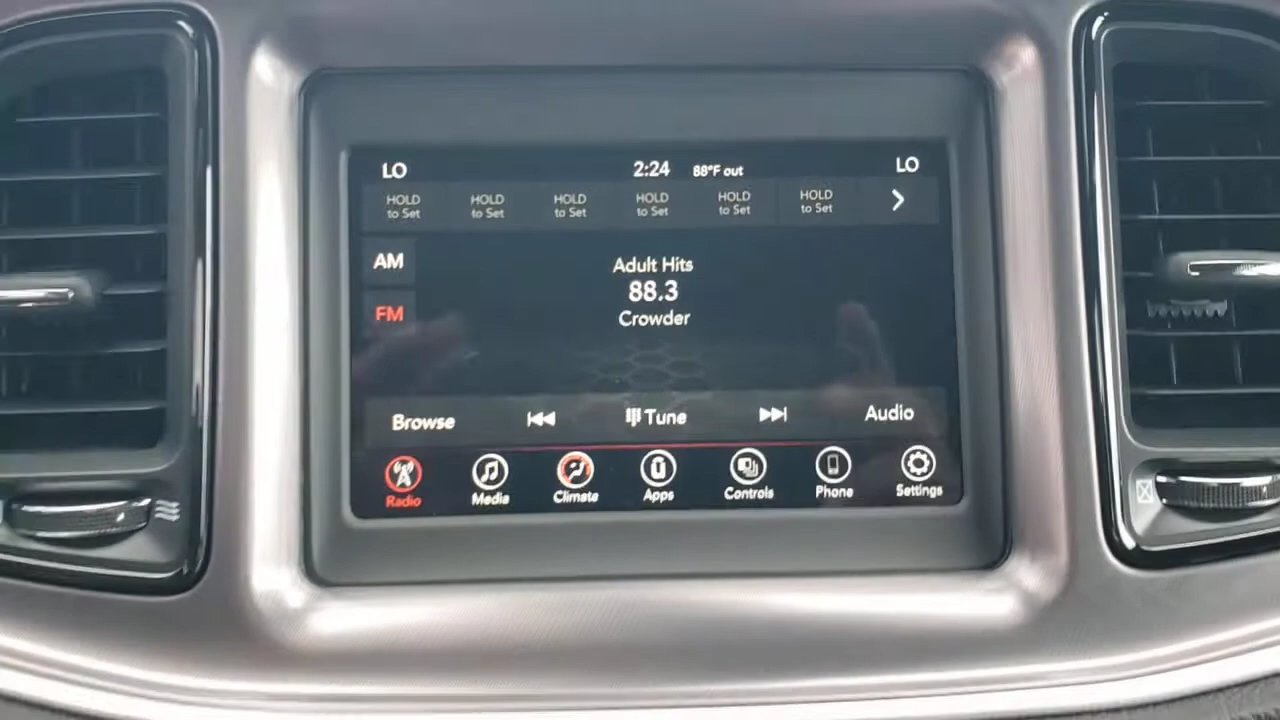 LO 2:24 88°F out LO
HOLD to Set HOLD to Set HOLD to Set HOLD to Set HOLD to Set HOLD to Set
AM
FM
Adult Hits
88.3
Crowder
Browse Tune Audio
Radio Media Climate Apps Controls Phone Settings